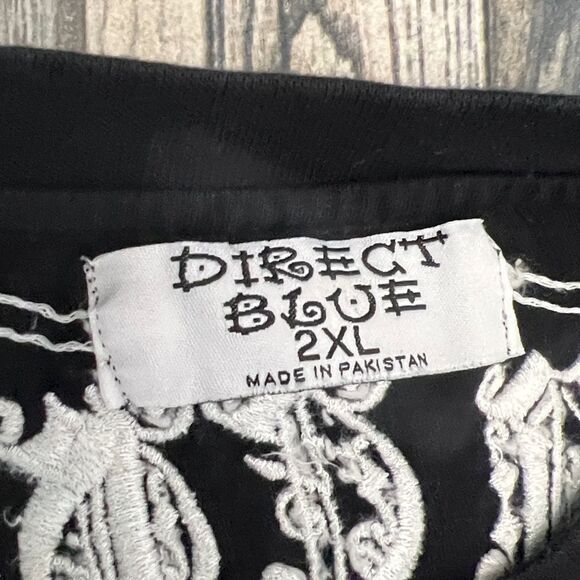 DIRECT
BLUE
2XL
MADE IN PAKISTAN